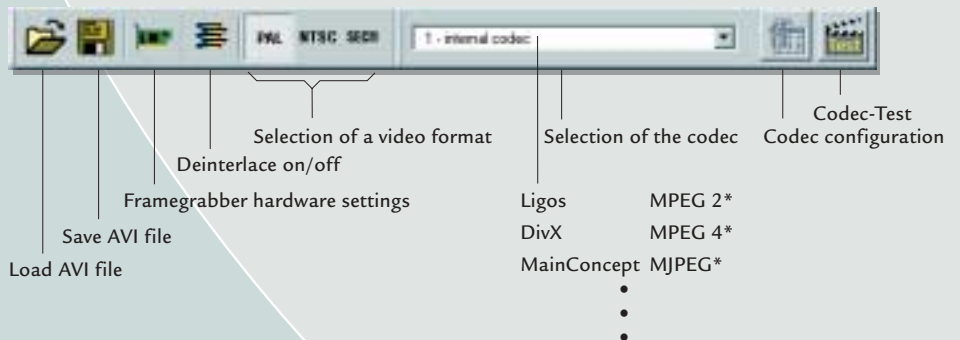 PAL NTSC SECM
1 - internal codec
Codec-Test
Selection of a video format
Selection of the codec
Codec configuration
Deinterlace on/off
Framegrabber hardware settings
Ligos MPEG 2*
Save AVI file
DivX MPEG 4*
Load AVI file
MainConcept MJPEG*